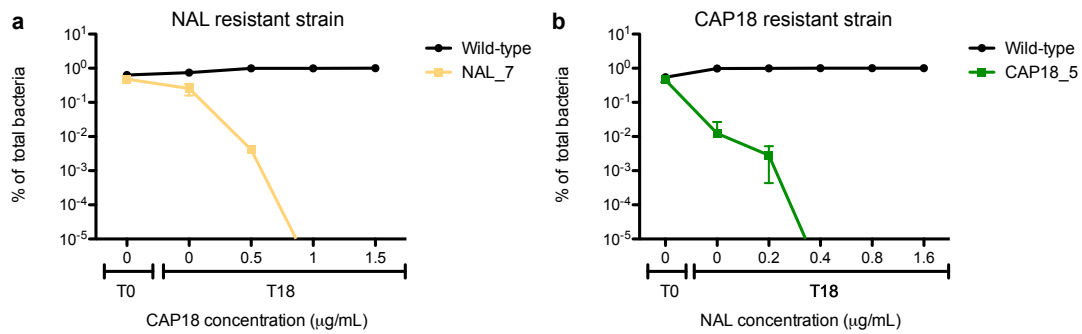 a
NAL resistant strain
% of total bacteria
10^1
10^0
10^-1
10^-2
10^-3
10^-4
10^-5
Wild-type
NAL_7
0 0 0.5 1 1.5
T0 T18
CAP18 concentration (μg/mL)
b
CAP18 resistant strain
% of total bacteria
10^1
10^0
10^-1
10^-2
10^-3
10^-4
10^-5
Wild-type
CAP18_5
0 0 0.2 0.4 0.8 1.6
T0 T18
NAL concentration (μg/mL)